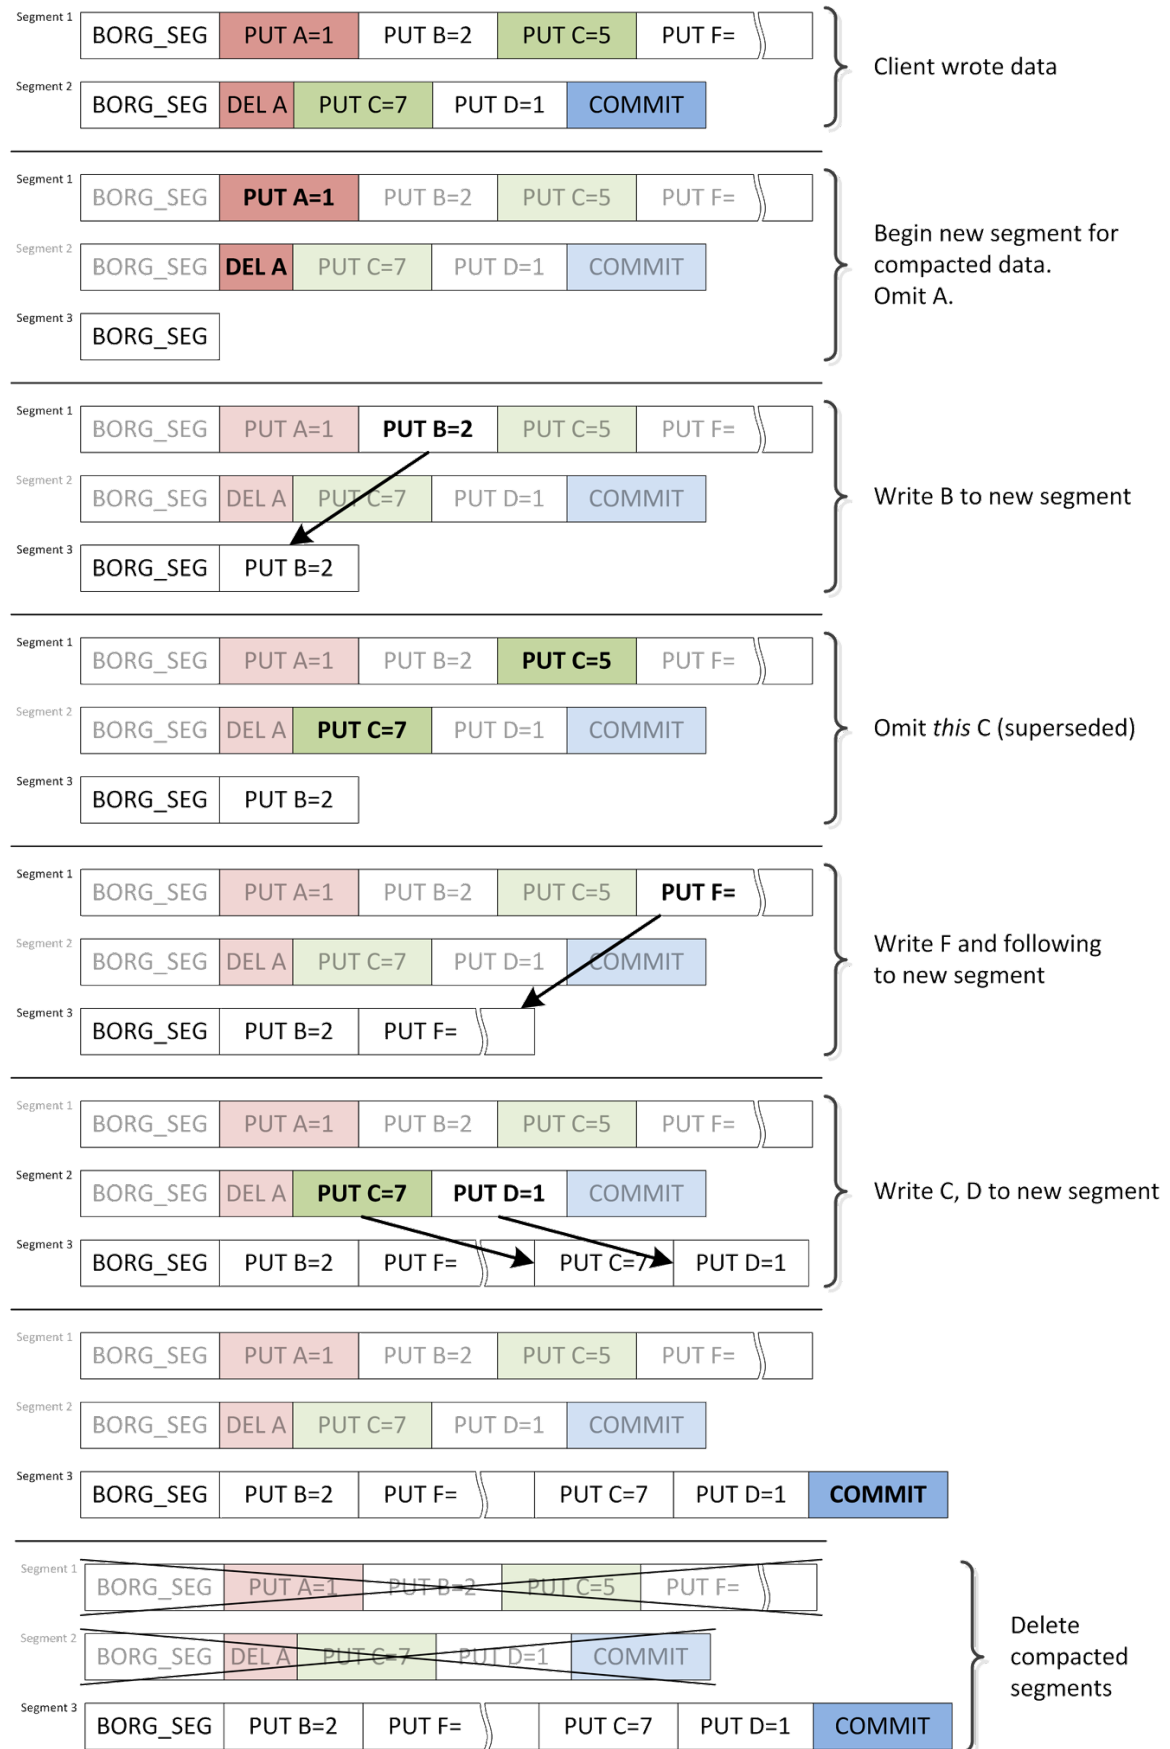 Segment 1
BORG_SEG PUT A=1 PUT B=2 PUT C=5 PUT F=
Segment 2
BORG_SEG DEL A PUT C=7 PUT D=1 COMMIT
Client wrote data
Segment 1
BORG_SEG PUT A=1 PUT B=2 PUT C=5 PUT F=
Segment 2
BORG_SEG DEL A PUT C=7 PUT D=1 COMMIT
Segment 3
BORG_SEG
Begin new segment for
compacted data.
Omit A.
Segment 1
BORG_SEG PUT A=1 PUT B=2 PUT C=5 PUT F=
Segment 2
BORG_SEG DEL A PUT C=7 PUT D=1 COMMIT
Segment 3
BORG_SEG PUT B=2
Write B to new segment
Segment 1
BORG_SEG PUT A=1 PUT B=2 PUT C=5 PUT F=
Segment 2
BORG_SEG DEL A PUT C=7 PUT D=1 COMMIT
Segment 3
BORG_SEG PUT B=2
Omit this C (superseded)
Segment 1
BORG_SEG PUT A=1 PUT B=2 PUT C=5 PUT F=
Segment 2
BORG_SEG DEL A PUT C=7 PUT D=1 COMMIT
Segment 3
BORG_SEG PUT B=2 PUT F=
Write F and following
to new segment
Segment 1
BORG_SEG PUT A=1 PUT B=2 PUT C=5 PUT F=
Segment 2
BORG_SEG DEL A PUT C=7 PUT D=1 COMMIT
Segment 3
BORG_SEG PUT B=2 PUT F= PUT C=7 PUT D=1
Write C, D to new segment
Segment 1
BORG_SEG PUT A=1 PUT B=2 PUT C=5 PUT F=
Segment 2
BORG_SEG DEL A PUT C=7 PUT D=1 COMMIT
Segment 3
BORG_SEG PUT B=2 PUT F= PUT C=7 PUT D=1 COMMIT
Segment 1
BORG_SEG PUT A=1 PUT B=2 PUT C=5 PUT F=
Segment 2
BORG_SEG DEL A PUT C=7 PUT D=1 COMMIT
Segment 3
BORG_SEG PUT B=2 PUT F= PUT C=7 PUT D=1 COMMIT
Delete
compacted
segments